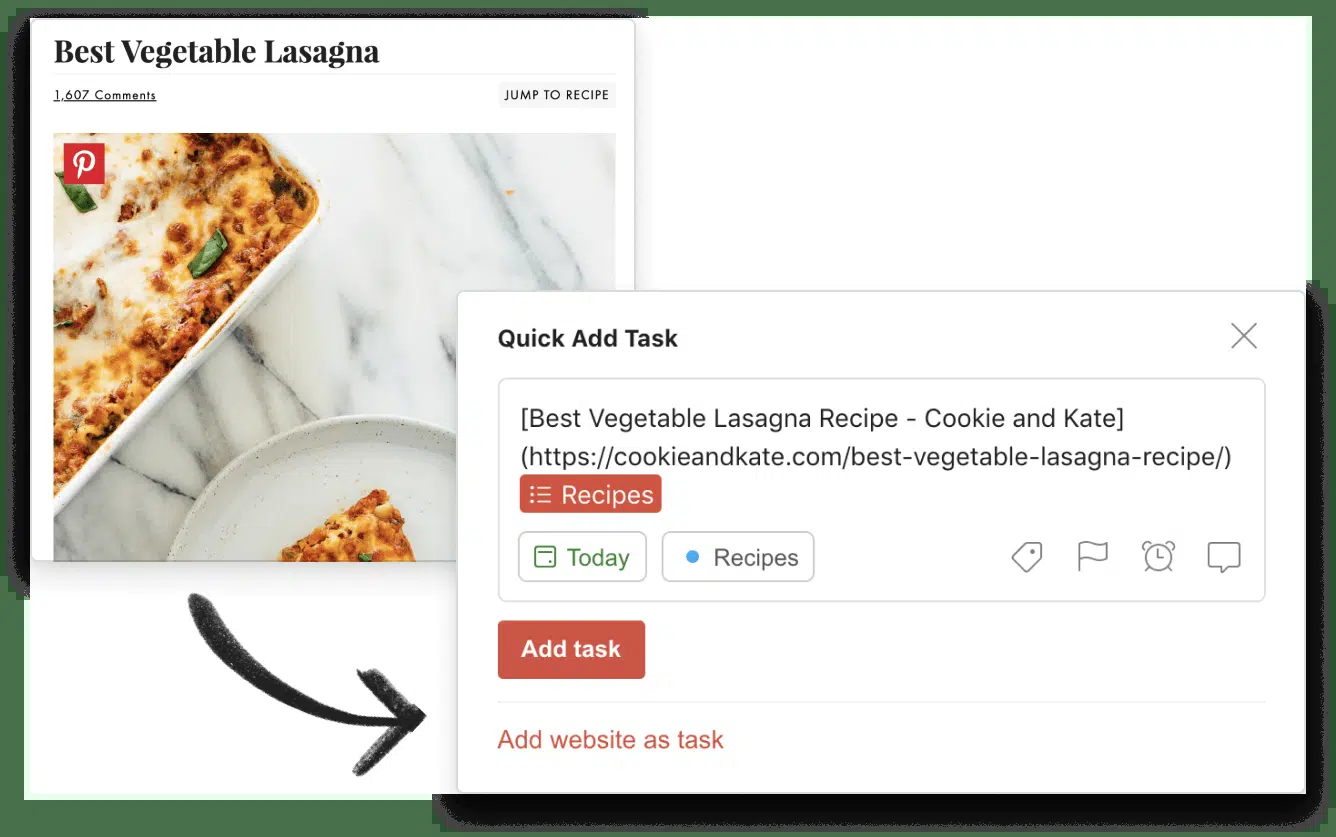 Best Vegetable Lasagna
1,607 Comments
JUMP TO RECIPE
Quick Add Task
[Best Vegetable Lasagna Recipe - Cookie and Kate]
(https://cookieandkate.com/best-vegetable-lasagna-recipe/)
Recipes
Today
Recipes
Add task
Add website as task